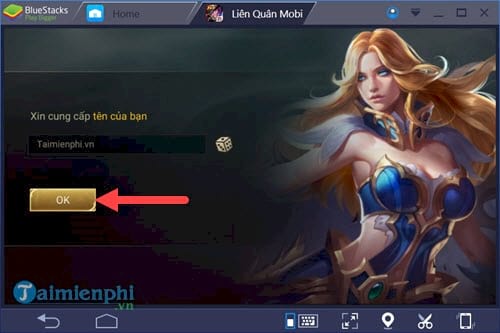 BlueStacks
Play Bigger
Home
Liên Quân Mobi
Xin cung cấp tên của bạn
Taimienphi.vn
OK
Taimienphi
.vn